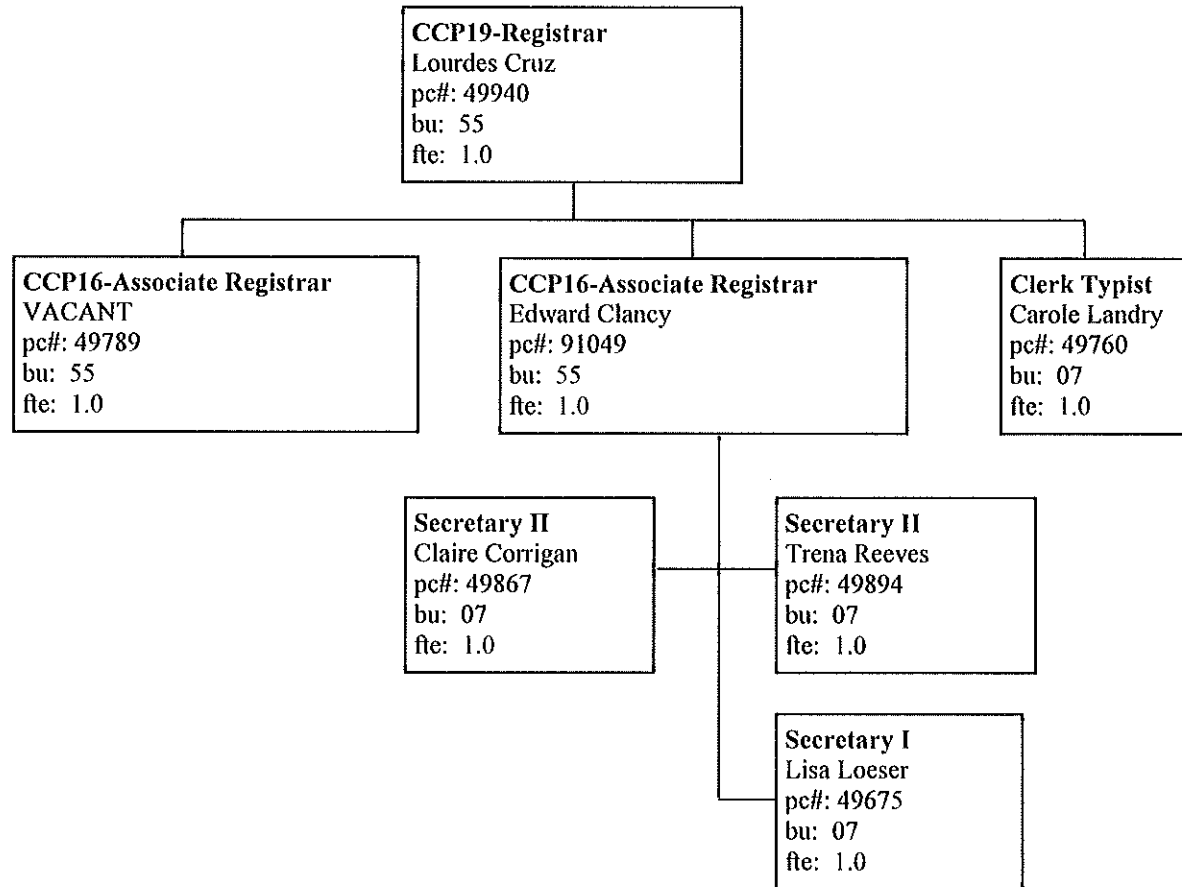 CCP19-Registrar
Lourdes Cruz
pc#: 49940
bu: 55
fte: 1.0
CCP16-Associate Registrar
VACANT
pc#: 49789
bu: 55
fte: 1.0
CCP16-Associate Registrar
Edward Clancy
pc#: 91049
bu: 55
fte: 1.0
Clerk Typist
Carole Landry
pc#: 49760
bu: 07
fte: 1.0
Secretary II
Claire Corrigan
pc#: 49867
bu: 07
fte: 1.0
Secretary II
Trena Reeves
pc#: 49894
bu: 07
fte: 1.0
Secretary I
Lisa Loeser
pc#: 49675
bu: 07
fte: 1.0